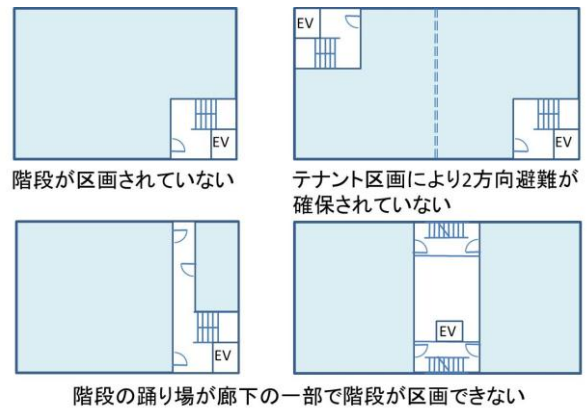 EV
EV
EV
階段が区画されていない
テナント区画により2方向避難が
確保されていない
EV
EV
階段の踊り場が廊下の一部で階段が区画できない